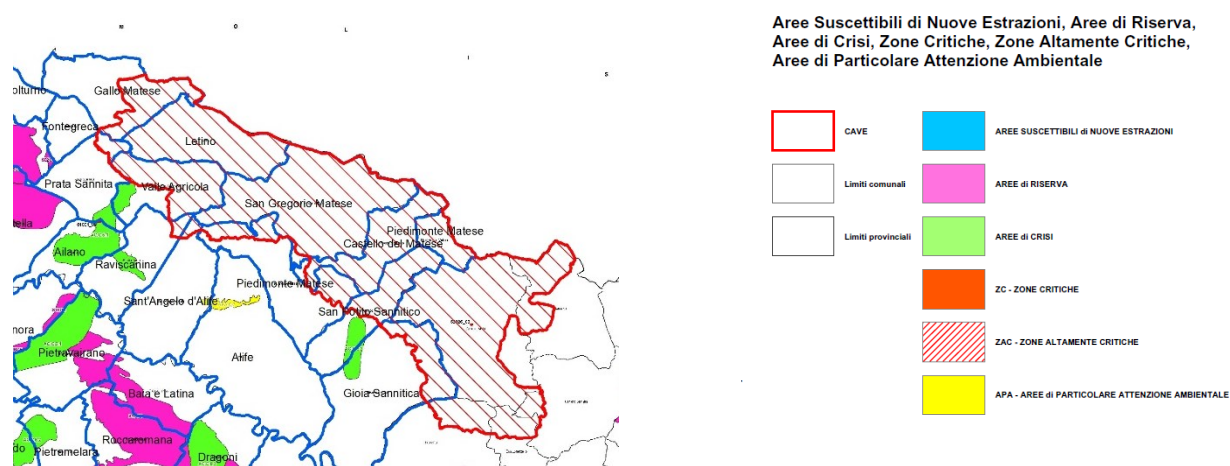 M
O
L
I
S
olturno
Gallo Matese
Fontegreca
Letino
Prata Sannita
Valle Agricola
San Gregorio Matese
tella
Piedimonte Matese
Castello del Matese
Ailano
Raviscanina
Piedimonte Matese
Sant'Angelo d'Alife
San Potito Sannitico
nora
Pietravairano
Alife
Baia e Latina
Gioia Sannitica
Roccaromana
do
Pietramelara
Dragoni
Aree Suscettibili di Nuove Estrazioni, Aree di Riserva,
Aree di Crisi, Zone Critiche, Zone Altamente Critiche,
Aree di Particolare Attenzione Ambientale
CAVE
AREE SUSCETTIBILI di NUOVE ESTRAZIONI
Limiti comunali
AREE di RISERVA
Limiti provinciali
AREE di CRISI
ZC - ZONE CRITICHE
ZAC - ZONE ALTAMENTE CRITICHE
APA - AREE di PARTICOLARE ATTENZIONE AMBIENTALE